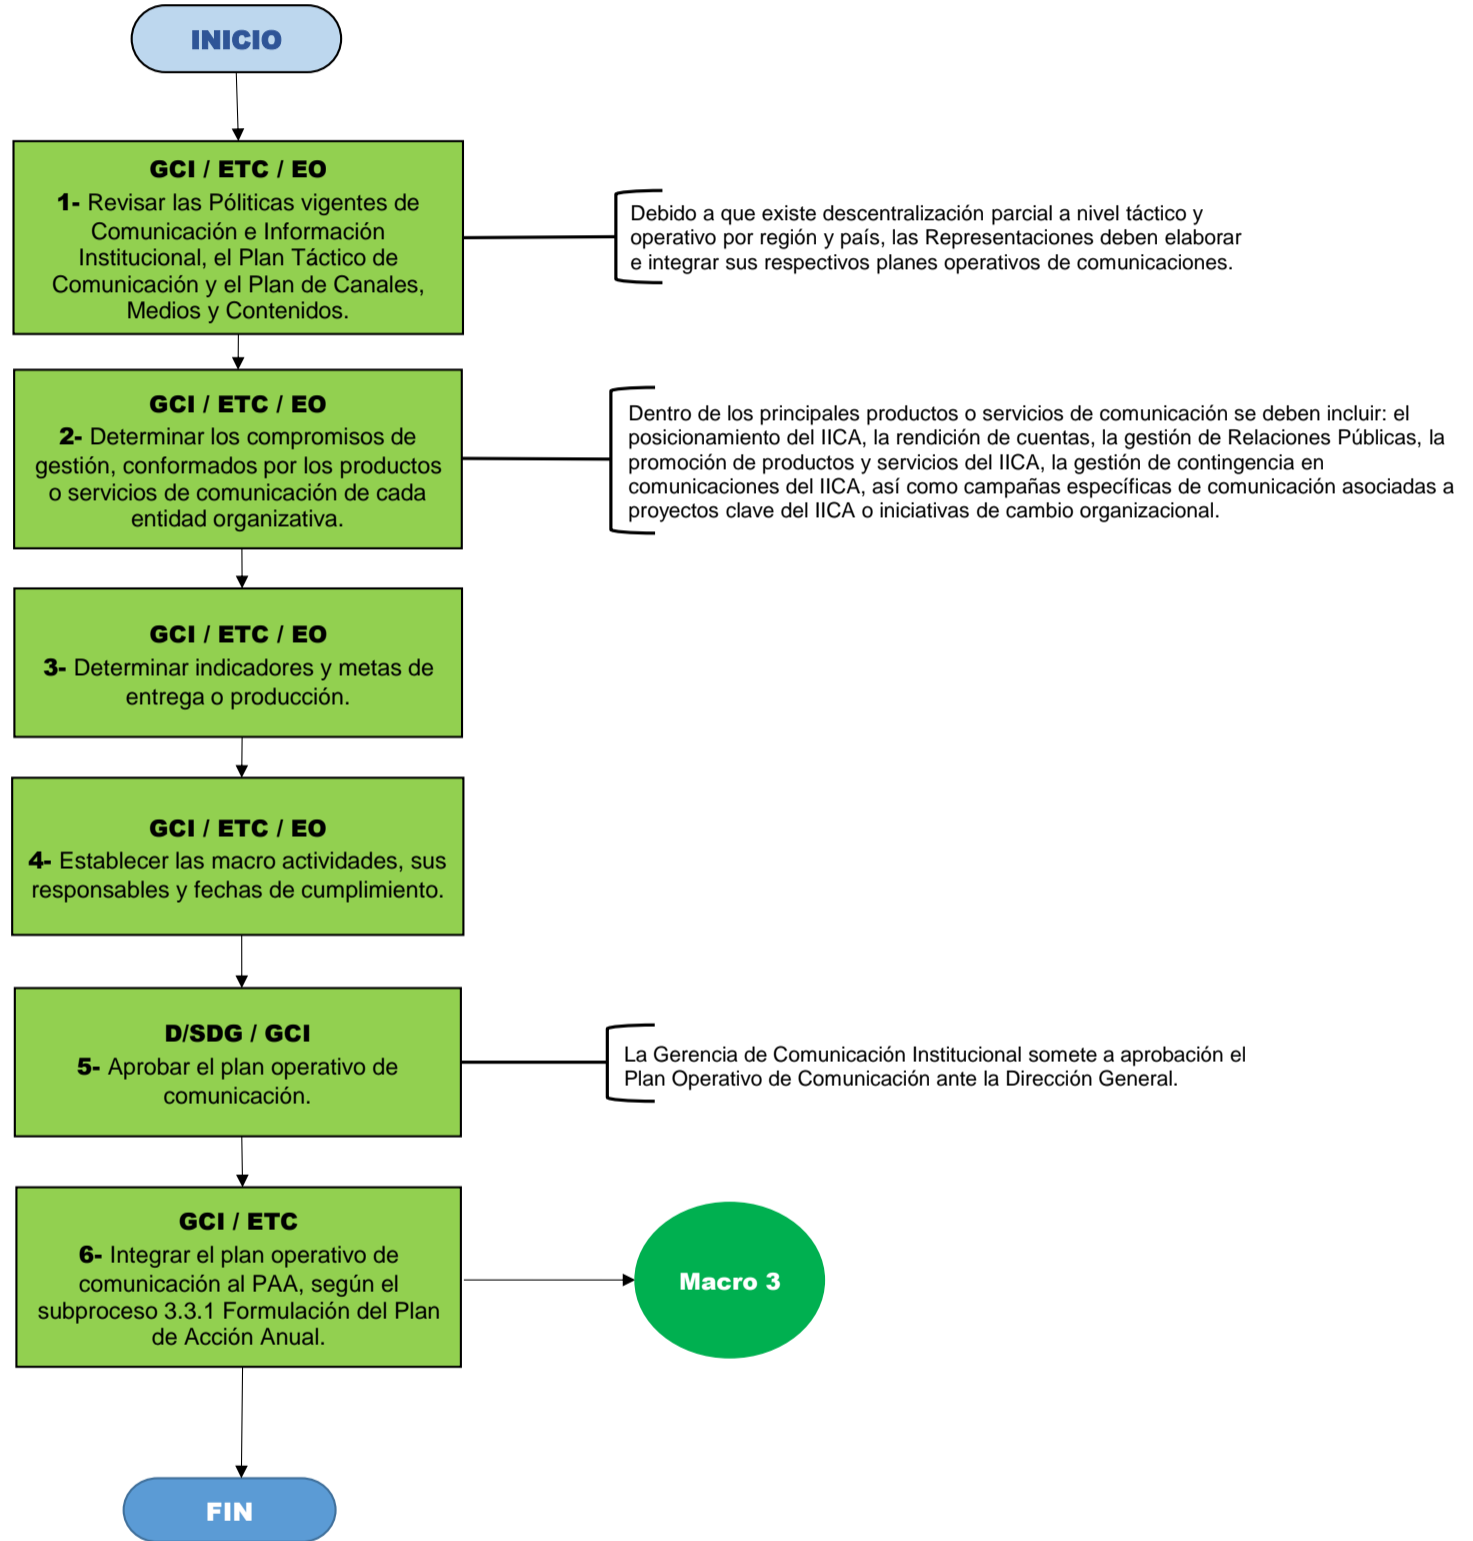 INICIO
GCI / ETC / EO
1- Revisar las Póliticas vigentes de
Comunicación e Información
Institucional, el Plan Táctico de
Comunicación y el Plan de Canales,
Medios y Contenidos.
Debido a que existe descentralización parcial a nivel táctico y
operativo por región y país, las Representaciones deben elaborar
e integrar sus respectivos planes operativos de comunicaciones.
GCI / ETC / EO
2- Determinar los compromisos de
gestión, conformados por los productos
o servicios de comunicación de cada
entidad organizativa.
Dentro de los principales productos o servicios de comunicación se deben incluir: el
posicionamiento del IICA, la rendición de cuentas, la gestión de Relaciones Públicas, la
promoción de productos y servicios del IICA, la gestión de contingencia en
comunicaciones del IICA, así como campañas específicas de comunicación asociadas a
proyectos clave del IICA o iniciativas de cambio organizacional.
GCI / ETC / EO
3- Determinar indicadores y metas de
entrega o producción.
GCI / ETC / EO
4- Establecer las macro actividades, sus
responsables y fechas de cumplimiento.
D/SDG / GCI
5- Aprobar el plan operativo de
comunicación.
La Gerencia de Comunicación Institucional somete a aprobación el
Plan Operativo de Comunicación ante la Dirección General.
GCI / ETC
6- Integrar el plan operativo de
comunicación al PAA, según el
subproceso 3.3.1 Formulación del Plan
de Acción Anual.
Macro 3
FIN